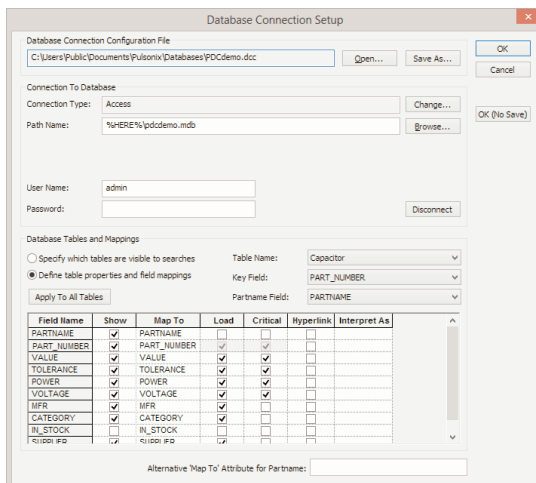 Database Connection Setup
Database Connection Configuration File
C:\Users\Public\Documents\Pulsonix\Databases\PDCdemo.dcc
Open...
Save As...
OK
Cancel
OK (No Save)
Connection To Database
Connection Type:
Access
Change...
Path Name:
%HERE%\pdcdemo.mdb
Browse...
User Name:
admin
Password:
Disconnect
Database Tables and Mappings
Specify which tables are visible to searches
Define table properties and field mappings
Apply To All Tables
Table Name:
Capacitor
Key Field:
PART_NUMBER
Partname Field:
PARTNAME
Field Name Show Map To Load Critical Hyperlink Interpret As
PARTNAME PARTNAME
PART_NUMBER PART_NUMBER
VALUE VALUE
TOLERANCE TOLERANCE
POWER POWER
VOLTAGE VOLTAGE
MFR MFR
CATEGORY CATEGORY
IN_STOCK IN_STOCK
SUPPLIER SUPPLIER
Alternative 'Map To' Attribute for Partname: